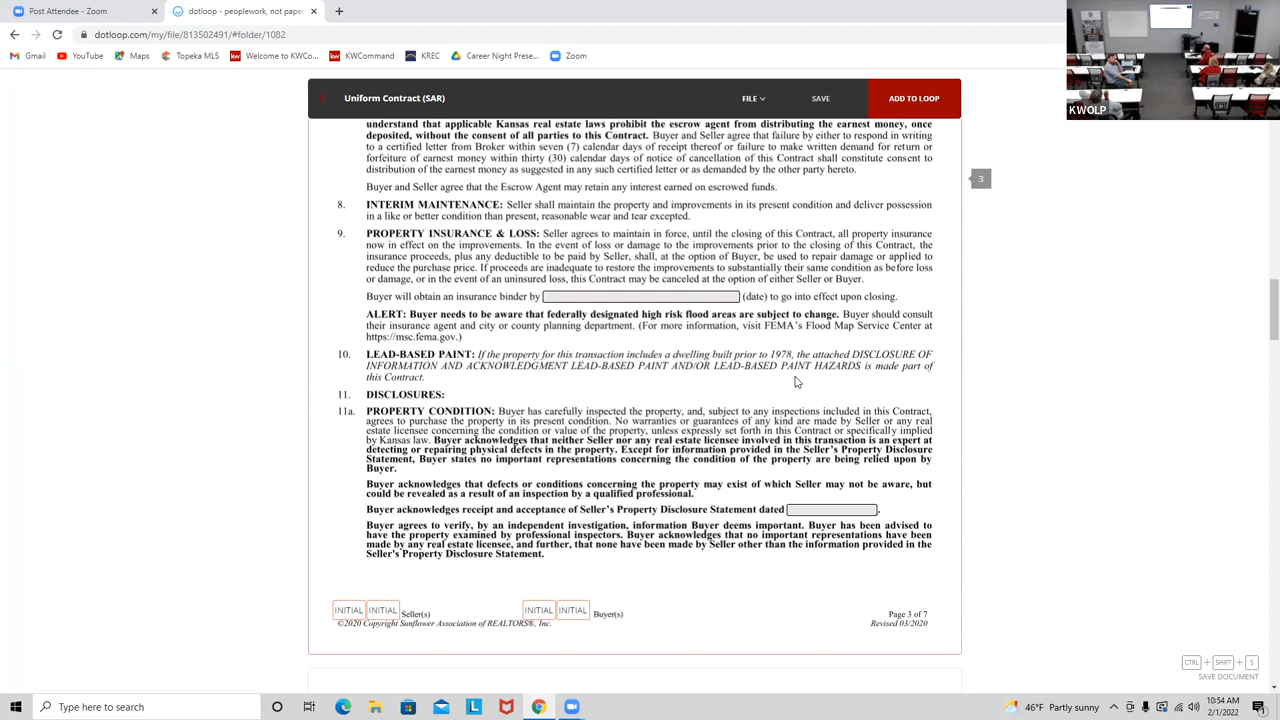 Post Attendee - Zoom
dotloop - peoplework, not pape
dotloop.com/my/file/813502491/#folder/1082
Gmail
YouTube
Maps
Topeka MLS
Welcome to KWCo...
KWCommand
KREC
Career Night Prese...
Zoom
KWOLP
Uniform Contract (SAR)
FILE
SAVE
ADD TO LOOP
understand that applicable Kansas real estate laws prohibit the escrow agent from distributing the earnest money, once
deposited, without the consent of all parties to this Contract. Buyer and Seller agree that failure by either to respond in writing
to a certified letter from Broker within seven (7) calendar days of receipt thereof or failure to make written demand for return or
forfeiture of earnest money within thirty (30) calendar days of notice of cancellation of this Contract shall constitute consent to
distribution of the earnest money as suggested in any such certified letter or as demanded by the other party hereto.
3
Buyer and Seller agree that the Escrow Agent may retain any interest earned on escrowed funds.
8. INTERIM MAINTENANCE: Seller shall maintain the property and improvements in its present condition and deliver possession
in a like or better condition than present, reasonable wear and tear excepted.
9. PROPERTY INSURANCE & LOSS: Seller agrees to maintain in force, until the closing of this Contract, all property insurance
now in effect on the improvements. In the event of loss or damage to the improvements prior to the closing of this Contract, the
insurance proceeds, plus any deductible to be paid by Seller, shall, at the option of Buyer, be used to repair damage or applied to
reduce the purchase price. If proceeds are inadequate to restore the improvements to substantially their same condition as before loss
or damage, or in the event of an uninsured loss, this Contract may be canceled at the option of either Seller or Buyer.
Buyer will obtain an insurance binder by (date) to go into effect upon closing.
ALERT: Buyer needs to be aware that federally designated high risk flood areas are subject to change. Buyer should consult
their insurance agent and city or county planning department. (For more information, visit FEMA's Flood Map Service Center at
https://msc.fema.gov.)
10. LEAD-BASED PAINT: If the property for this transaction includes a dwelling built prior to 1978, the attached DISCLOSURE OF
INFORMATION AND ACKNOWLEDGMENT LEAD-BASED PAINT AND/OR LEAD-BASED PAINT HAZARDS is made part of
this Contract.
11. DISCLOSURES:
11a. PROPERTY CONDITION: Buyer has carefully inspected the property, and, subject to any inspections included in this Contract,
agrees to purchase the property in its present condition. No warranties or guarantees of any kind are made by Seller or any real
estate licensee concerning the condition or value of the property, unless expressly set forth in this Contract or specifically implied
by Kansas law. Buyer acknowledges that neither Seller nor any real estate licensee involved in this transaction is an expert at
detecting or repairing physical defects in the property. Except for information provided in the Seller's Property Disclosure
Statement, Buyer states no important representations concerning the condition of the property are being relied upon by
Buyer.
Buyer acknowledges that defects or conditions concerning the property may exist of which Seller may not be aware, but
could be revealed as a result of an inspection by a qualified professional.
Buyer acknowledges receipt and acceptance of Seller's Property Disclosure Statement dated .
Buyer agrees to verify, by an independent investigation, information Buyer deems important. Buyer has been advised to
have the property examined by professional inspectors. Buyer acknowledges that no important representations have been
made by any real estate licensee, and further, that none have been made by Seller other than the information provided in the
Seller's Property Disclosure Statement.
INITIAL INITIAL Seller(s) INITIAL INITIAL Buyer(s) Page 3 of 7
©2020 Copyright Sunflower Association of REALTORS®, Inc. Revised 03/2020
CTRL + SHIFT + S
SAVE DOCUMENT
Type here to search
46°F Partly sunny
10:54 AM
2/1/2022